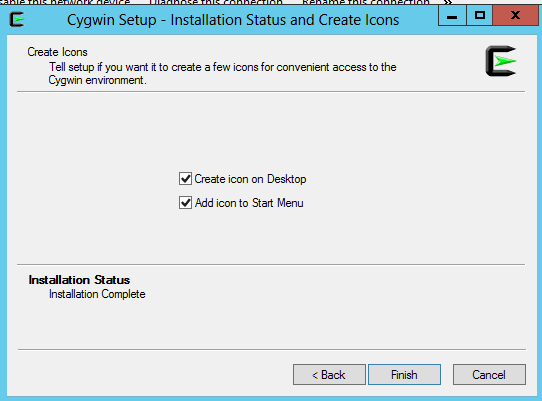 able this network device Diagnose this connection Rename this connection »
Cygwin Setup - Installation Status and Create Icons
Create Icons
Tell setup if you want it to create a few icons for convenient access to the
Cygwin environment.
Create icon on Desktop
Add icon to Start Menu
Installation Status
Installation Complete
< Back Finish Cancel